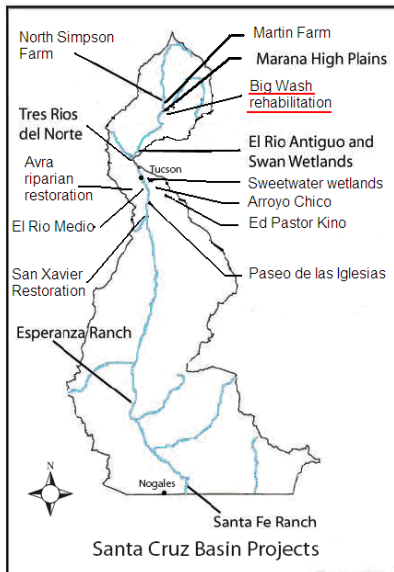 North Simpson
Farm
Martin Farm
Marana High Plains
Big Wash
rehabilitation
Tres Rios
del Norte
El Rio Antiguo and
Swan Wetlands
Avra
riparian
restoration
Tucson
Sweetwater wetlands
Arroyo Chico
El Rio Medio
Ed Pastor Kino
San Xavier
Restoration
Paseo de las Iglesias
Esperanza Ranch
N
Nogales
Santa Fe Ranch
Santa Cruz Basin Projects